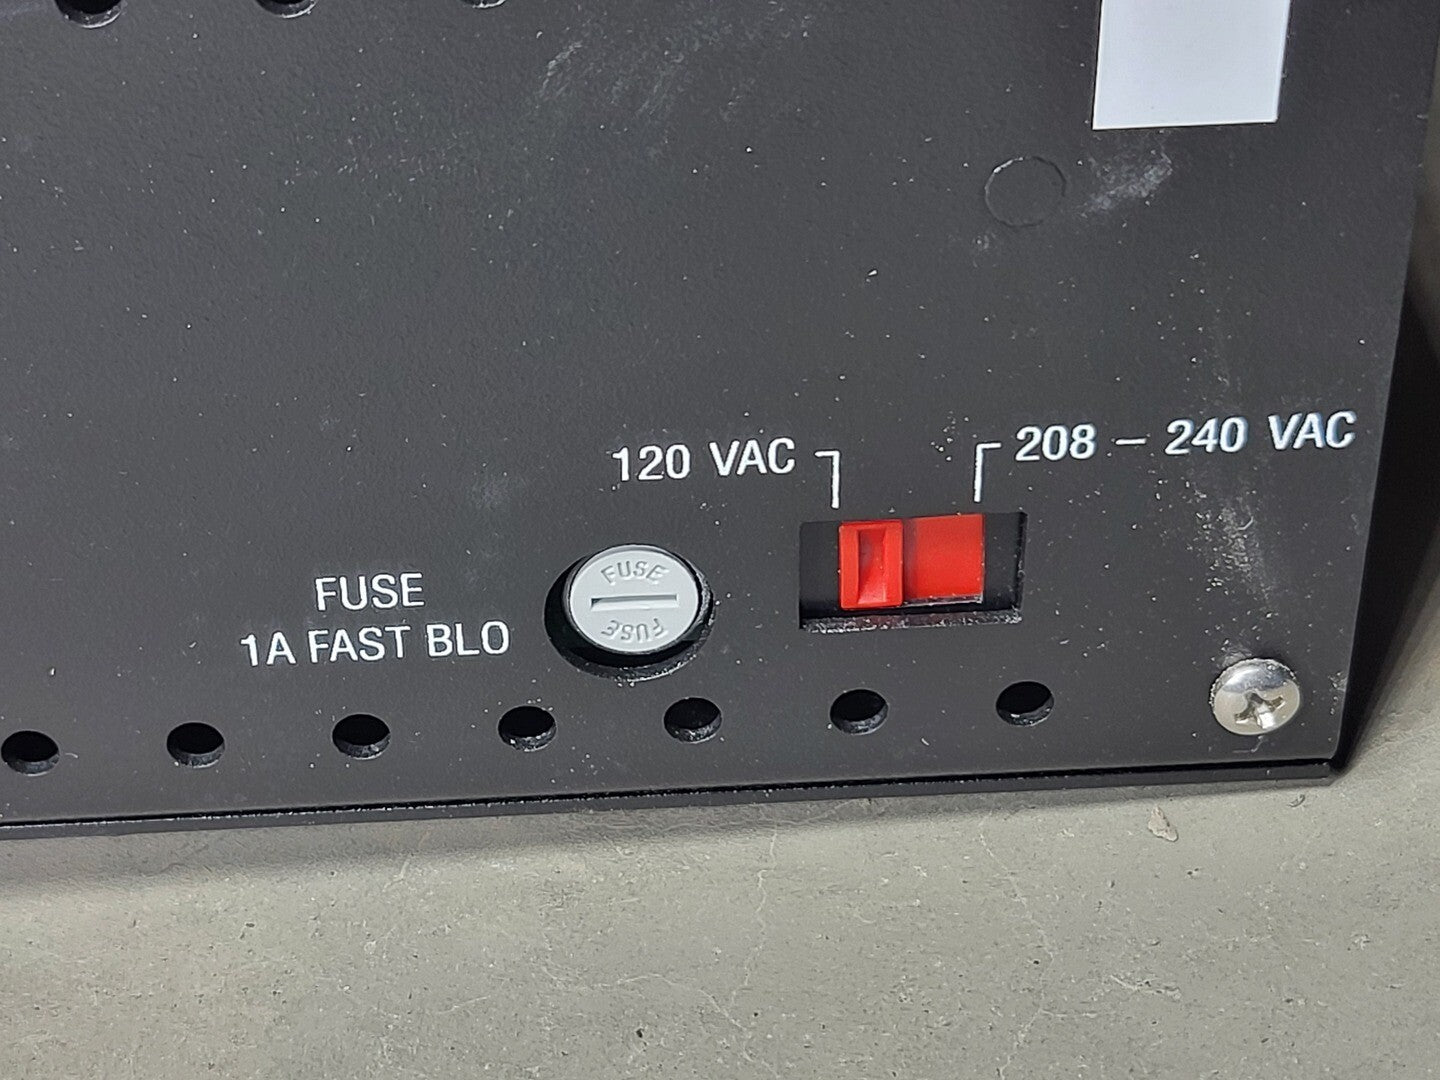 120 VAC
208 – 240 VAC
FUSE
1A FAST BLO
FUSE
FUSE